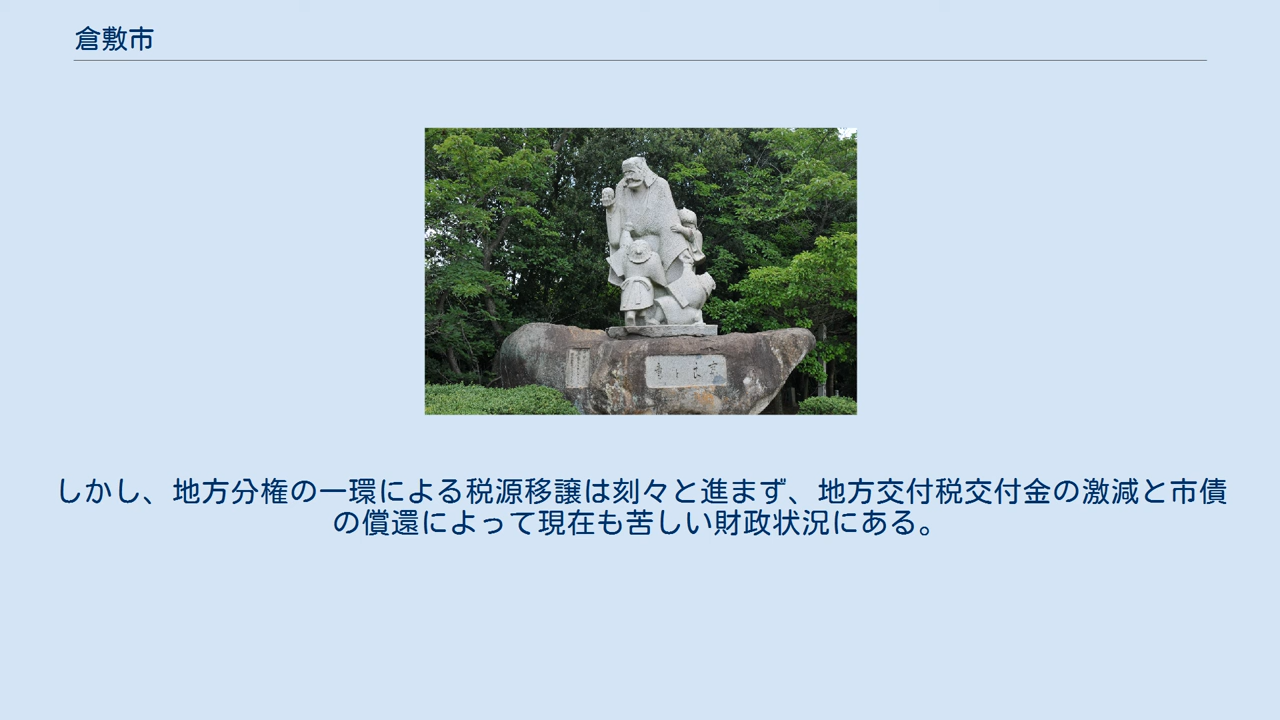 倉敷市
しかし、地方分権の一環による税源移譲は刻々と進まず、地方交付税交付金の激減と市債
の償還によって現在も苦しい財政状況にある。